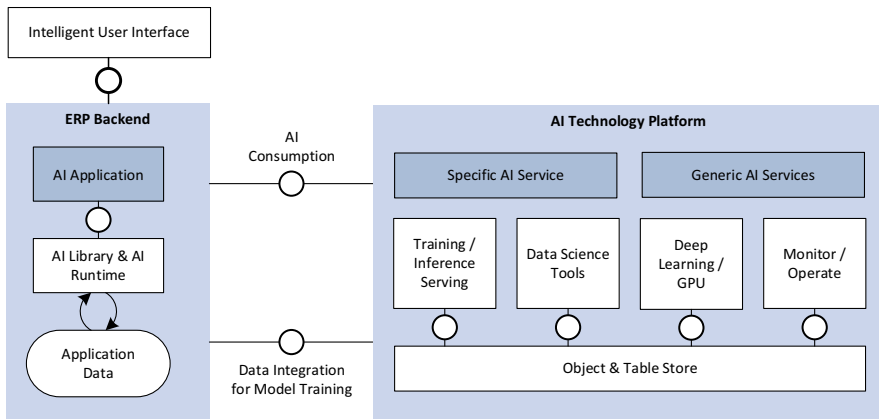 Intelligent User Interface
ERP Backend
AI Application
AI Library & AI
Runtime
Application
Data
AI
Consumption
Data Integration
for Model Training
AI Technology Platform
Specific AI Service
Generic AI Services
Training /
Inference
Serving
Data Science
Tools
Deep
Learning /
GPU
Monitor /
Operate
Object & Table Store